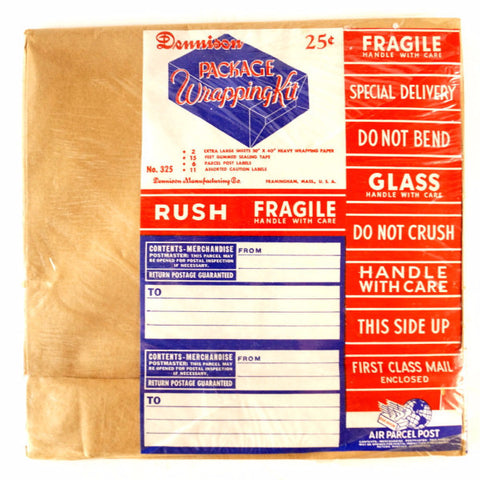 Dennison
25¢
PACKAGE
Wrapping Kit
• 2 EXTRA LARGE SHEETS 30" X 40" HEAVY WRAPPING PAPER
• 15 FEET GUMMED SEALING TAPE
• 6 PARCEL POST LABELS
• 11 ASSORTED CAUTION LABELS
No. 325
Dennison Manufacturing Co. FRAMINGHAM, MASS., U. S. A.
RUSH
FRAGILE
HANDLE WITH CARE
CONTENTS-MERCHANDISE
POSTMASTER: THIS PARCEL MAY
BE OPENED FOR POSTAL INSPECTION
IF NECESSARY.
RETURN POSTAGE GUARANTEED
FROM
TO
CONTENTS-MERCHANDISE
POSTMASTER: THIS PARCEL MAY
BE OPENED FOR POSTAL INSPECTION
IF NECESSARY.
RETURN POSTAGE GUARANTEED
FROM
TO
FRAGILE
HANDLE WITH CARE
SPECIAL DELIVERY
DO NOT BEND
GLASS
HANDLE WITH CARE
DO NOT CRUSH
HANDLE
WITH CARE
THIS SIDE UP
FIRST CLASS MAIL
ENCLOSED
AIR PARCEL POST